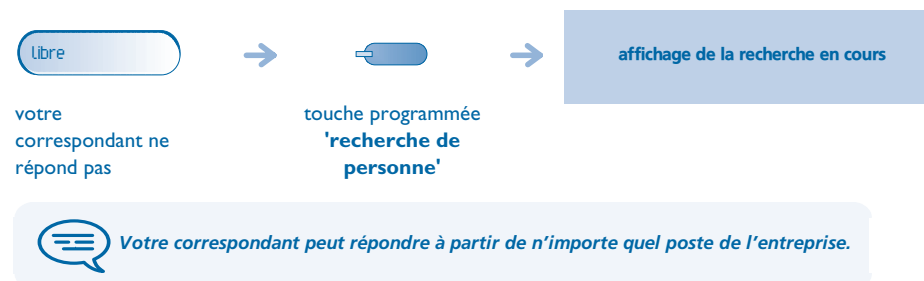 libre
affichage de la recherche en cours
votre
correspondant ne
répond pas
touche programmée
'recherche de
personne'
Votre correspondant peut répondre à partir de n’importe quel poste de l’entreprise.